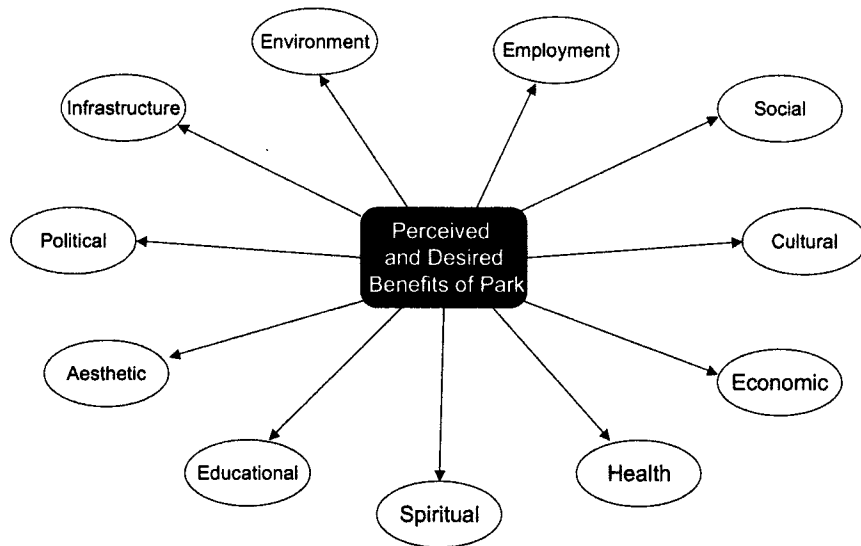 Environment
Employment
Infrastructure
Social
Perceived
and Desired
Benefits of Park
Political
Cultural
Aesthetic
Economic
Educational
Health
Spiritual